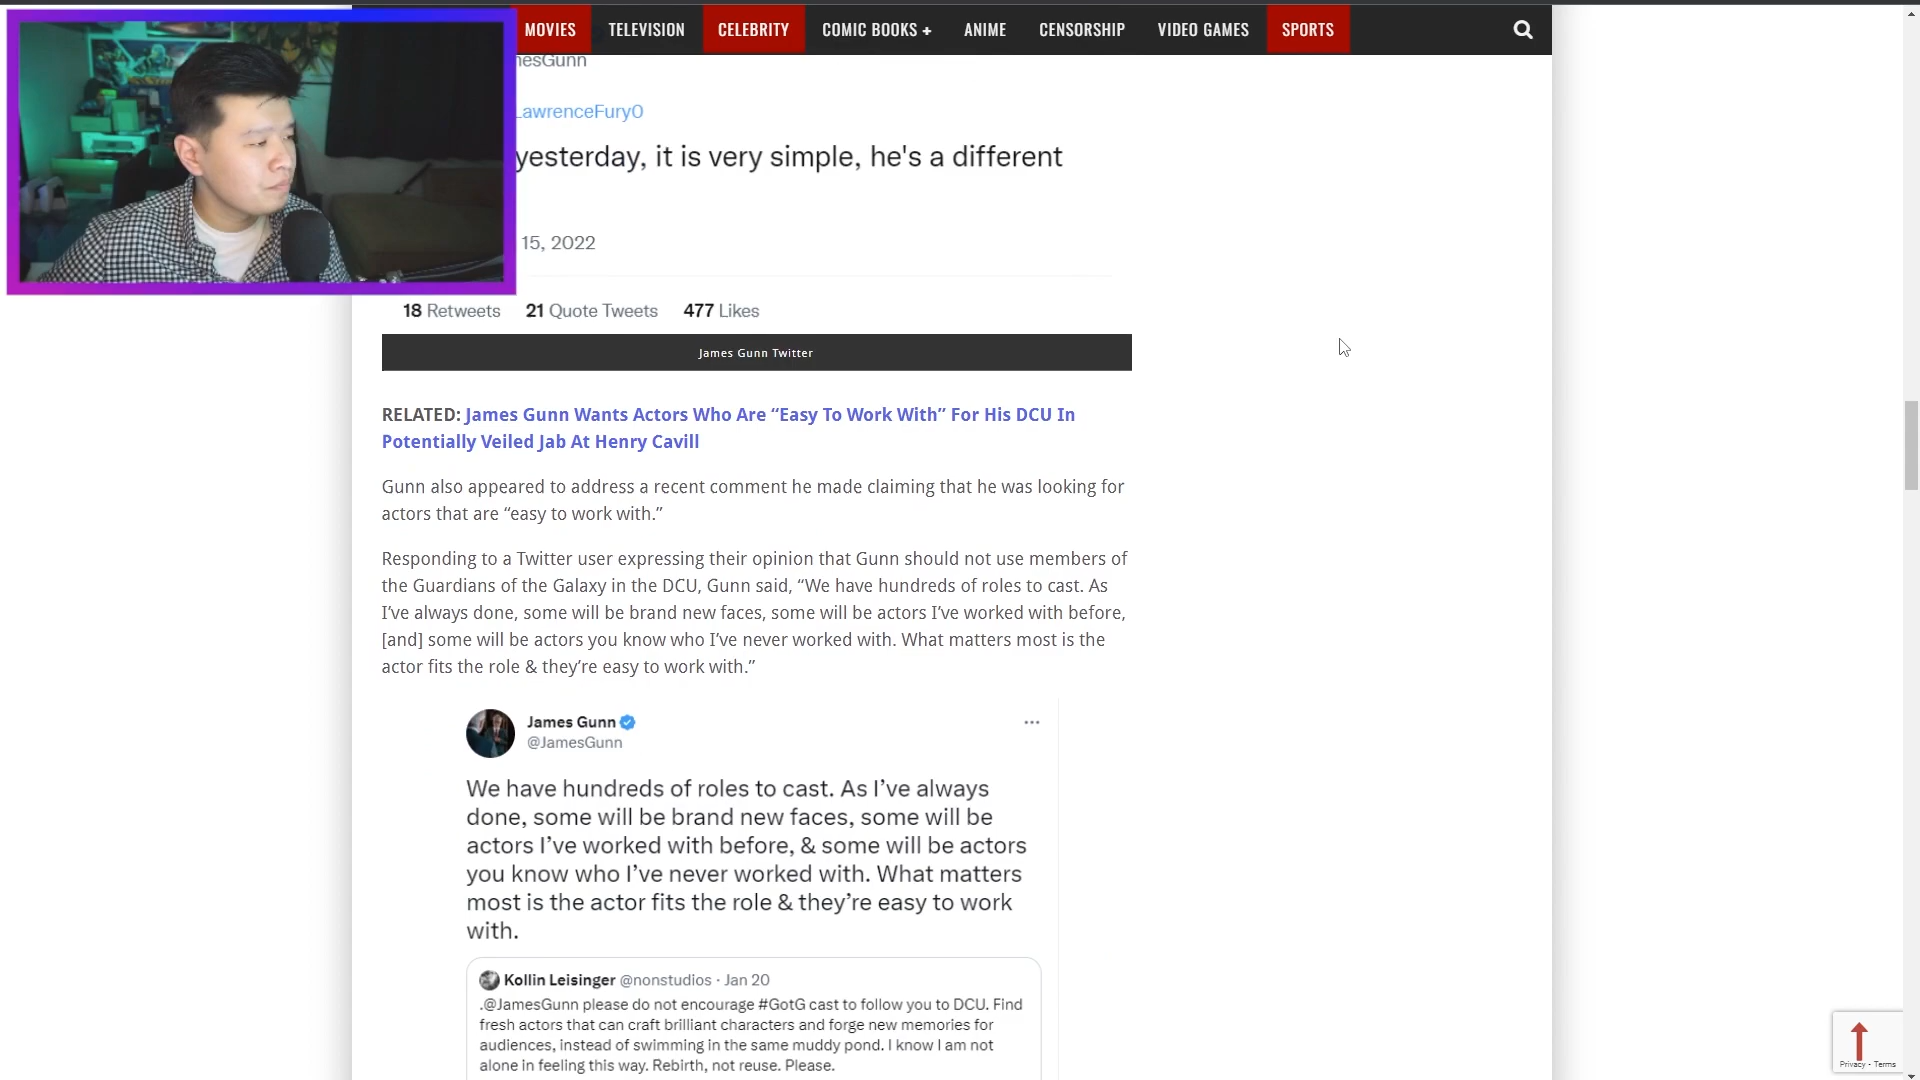 MOVIES TELEVISION CELEBRITY COMIC BOOKS + ANIME CENSORSHIP VIDEO GAMES SPORTS
nesGunn
LawrenceFury0
yesterday, it is very simple, he's a different
15, 2022
18 Retweets 21 Quote Tweets 477 Likes
James Gunn Twitter
RELATED: James Gunn Wants Actors Who Are “Easy To Work With” For His DCU In
Potentially Veiled Jab At Henry Cavill
Gunn also appeared to address a recent comment he made claiming that he was looking for
actors that are “easy to work with.”
Responding to a Twitter user expressing their opinion that Gunn should not use members of
the Guardians of the Galaxy in the DCU, Gunn said, “We have hundreds of roles to cast. As
I’ve always done, some will be brand new faces, some will be actors I’ve worked with before,
[and] some will be actors you know who I’ve never worked with. What matters most is the
actor fits the role & they’re easy to work with.”
James Gunn
@JamesGunn
We have hundreds of roles to cast. As I’ve always
done, some will be brand new faces, some will be
actors I’ve worked with before, & some will be actors
you know who I’ve never worked with. What matters
most is the actor fits the role & they’re easy to work
with.
Kollin Leisinger @nonstudios · Jan 20
.@JamesGunn please do not encourage #GotG cast to follow you to DCU. Find
fresh actors that can craft brilliant characters and forge new memories for
audiences, instead of swimming in the same muddy pond. I know I am not
alone in feeling this way. Rebirth, not reuse. Please.
Privacy - Terms